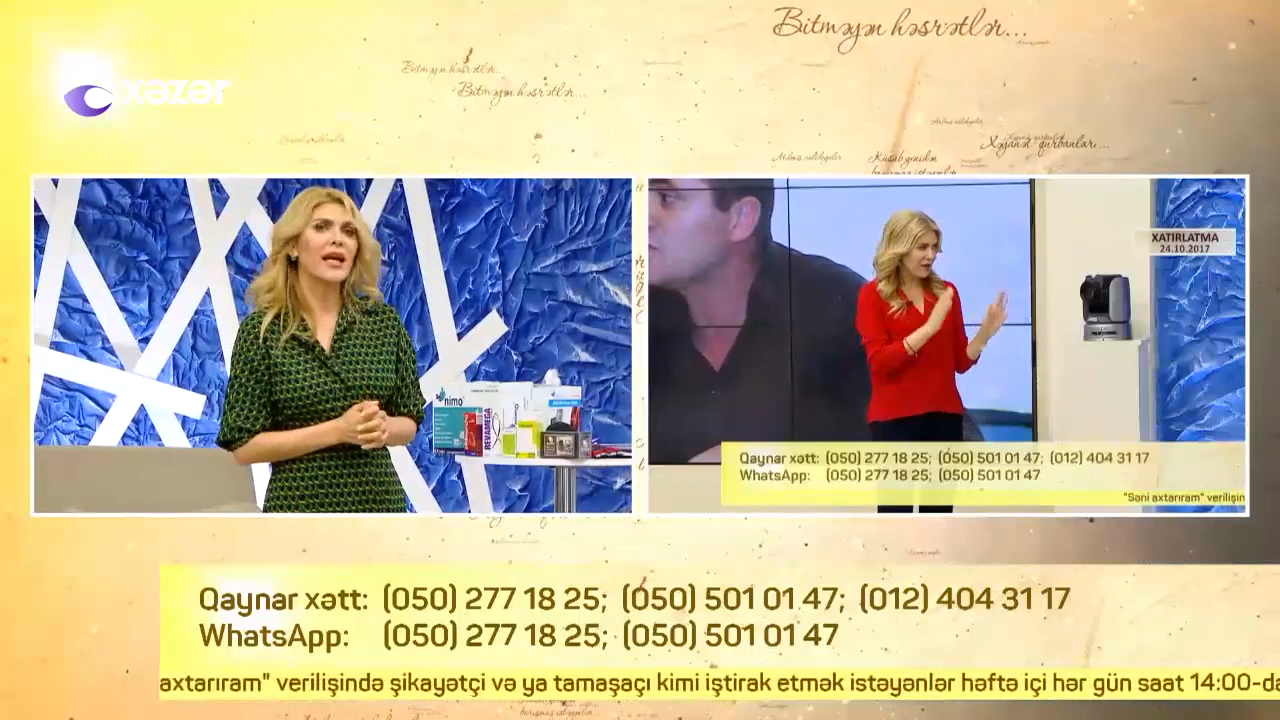 Bitməyən həsrətlər...
Bitməyən həsrətlər...
Bitməyən həsrətlər...
xəzər
Xəyanət qurbanları...
XATIRLATMA
24.10.2017
nimo
REVAMEGA
Qaynar xətt: (050) 277 18 25; (050) 501 01 47; (012) 404 31 17
WhatsApp: (050) 277 18 25; (050) 501 01 47
"Səni axtarıram" verilişin
Qaynar xətt: (050) 277 18 25; (050) 501 01 47; (012) 404 31 17
WhatsApp: (050) 277 18 25; (050) 501 01 47
axtarıram" verilişində şikayətçi və ya tamaşaçı kimi iştirak etmək istəyənlər həftə içi hər gün saat 14:00-da